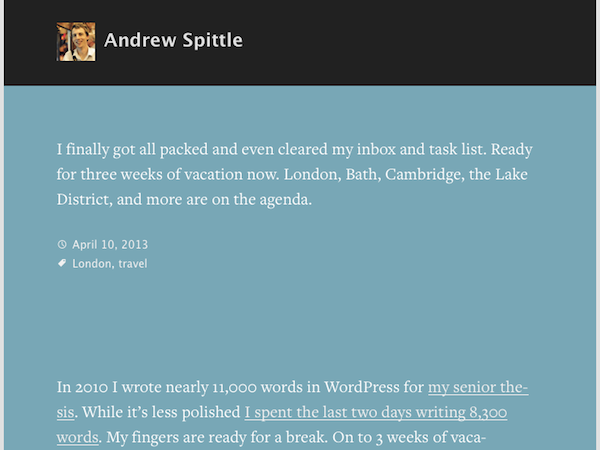 Andrew Spittle
I finally got all packed and even cleared my inbox and task list. Ready
for three weeks of vacation now. London, Bath, Cambridge, the Lake
District, and more are on the agenda.
April 10, 2013
London, travel
In 2010 I wrote nearly 11,000 words in WordPress for my senior the-
sis. While it’s less polished I spent the last two days writing 8,300
words. My fingers are ready for a break. On to 3 weeks of vaca-